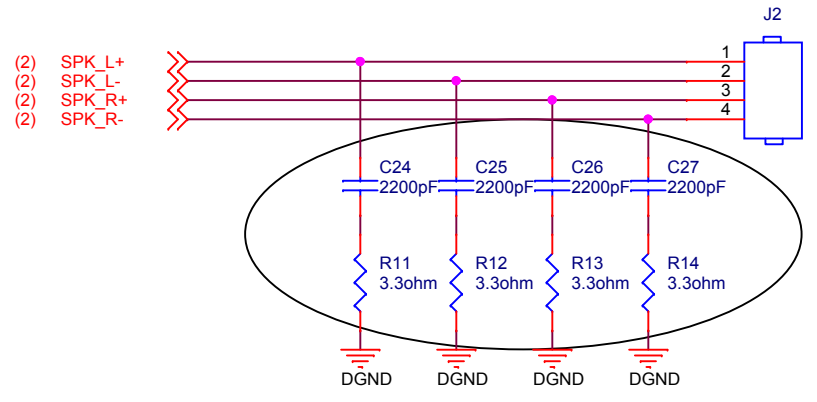 J2
(2) SPK_L+ 1
(2) SPK_L- 2
(2) SPK_R+ 3
(2) SPK_R- 4
C24 C25 C26 C27
2200pF 2200pF 2200pF 2200pF
R11 R12 R13 R14
3.3ohm 3.3ohm 3.3ohm 3.3ohm
DGND DGND DGND DGND